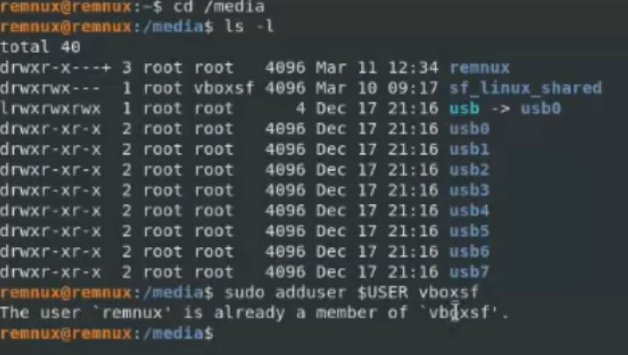 remnux@remnux:~$ cd /media
remnux@remnux:/media$ ls -l
total 40
drwxr-x---+ 3 root root 4096 Mar 11 12:34 remnux
drwxrwx--- 1 root vboxsf 4096 Mar 10 09:17 sf_linux_shared
lrwxrwxrwx 1 root root 4 Dec 17 21:16 usb -> usb0
drwxr-xr-x 2 root root 4096 Dec 17 21:16 usb0
drwxr-xr-x 2 root root 4096 Dec 17 21:16 usb1
drwxr-xr-x 2 root root 4096 Dec 17 21:16 usb2
drwxr-xr-x 2 root root 4096 Dec 17 21:16 usb3
drwxr-xr-x 2 root root 4096 Dec 17 21:16 usb4
drwxr-xr-x 2 root root 4096 Dec 17 21:16 usb5
drwxr-xr-x 2 root root 4096 Dec 17 21:16 usb6
drwxr-xr-x 2 root root 4096 Dec 17 21:16 usb7
remnux@remnux:/media$ sudo adduser $USER vboxsf
The user `remnux' is already a member of `vboxsf'.
remnux@remnux:/media$